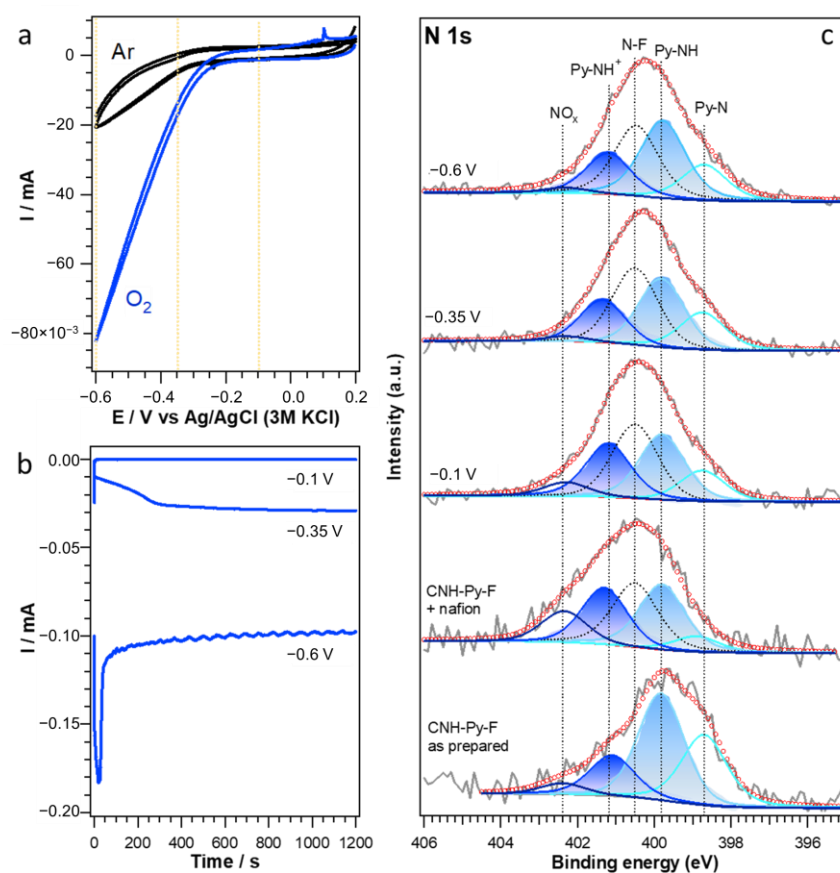 a
Ar
O₂
0
−20
−40
−60
−80×10⁻³
I / mA
−0.6
−0.4
−0.2
0.0
0.2
E / V vs Ag/AgCl (3M KCl)
b
0.00
−0.05
−0.10
−0.15
−0.20
I / mA
−0.1 V
−0.35 V
−0.6 V
0
200
400
600
800
1000
1200
Time / s
N 1s
c
NOₓ
Py-NH⁺
N-F
Py-NH
Py-N
−0.6 V
−0.35 V
−0.1 V
CNH-Py-F
+ nafion
CNH-Py-F
as prepared
Intensity (a.u.)
406
404
402
400
398
396
Binding energy (eV)